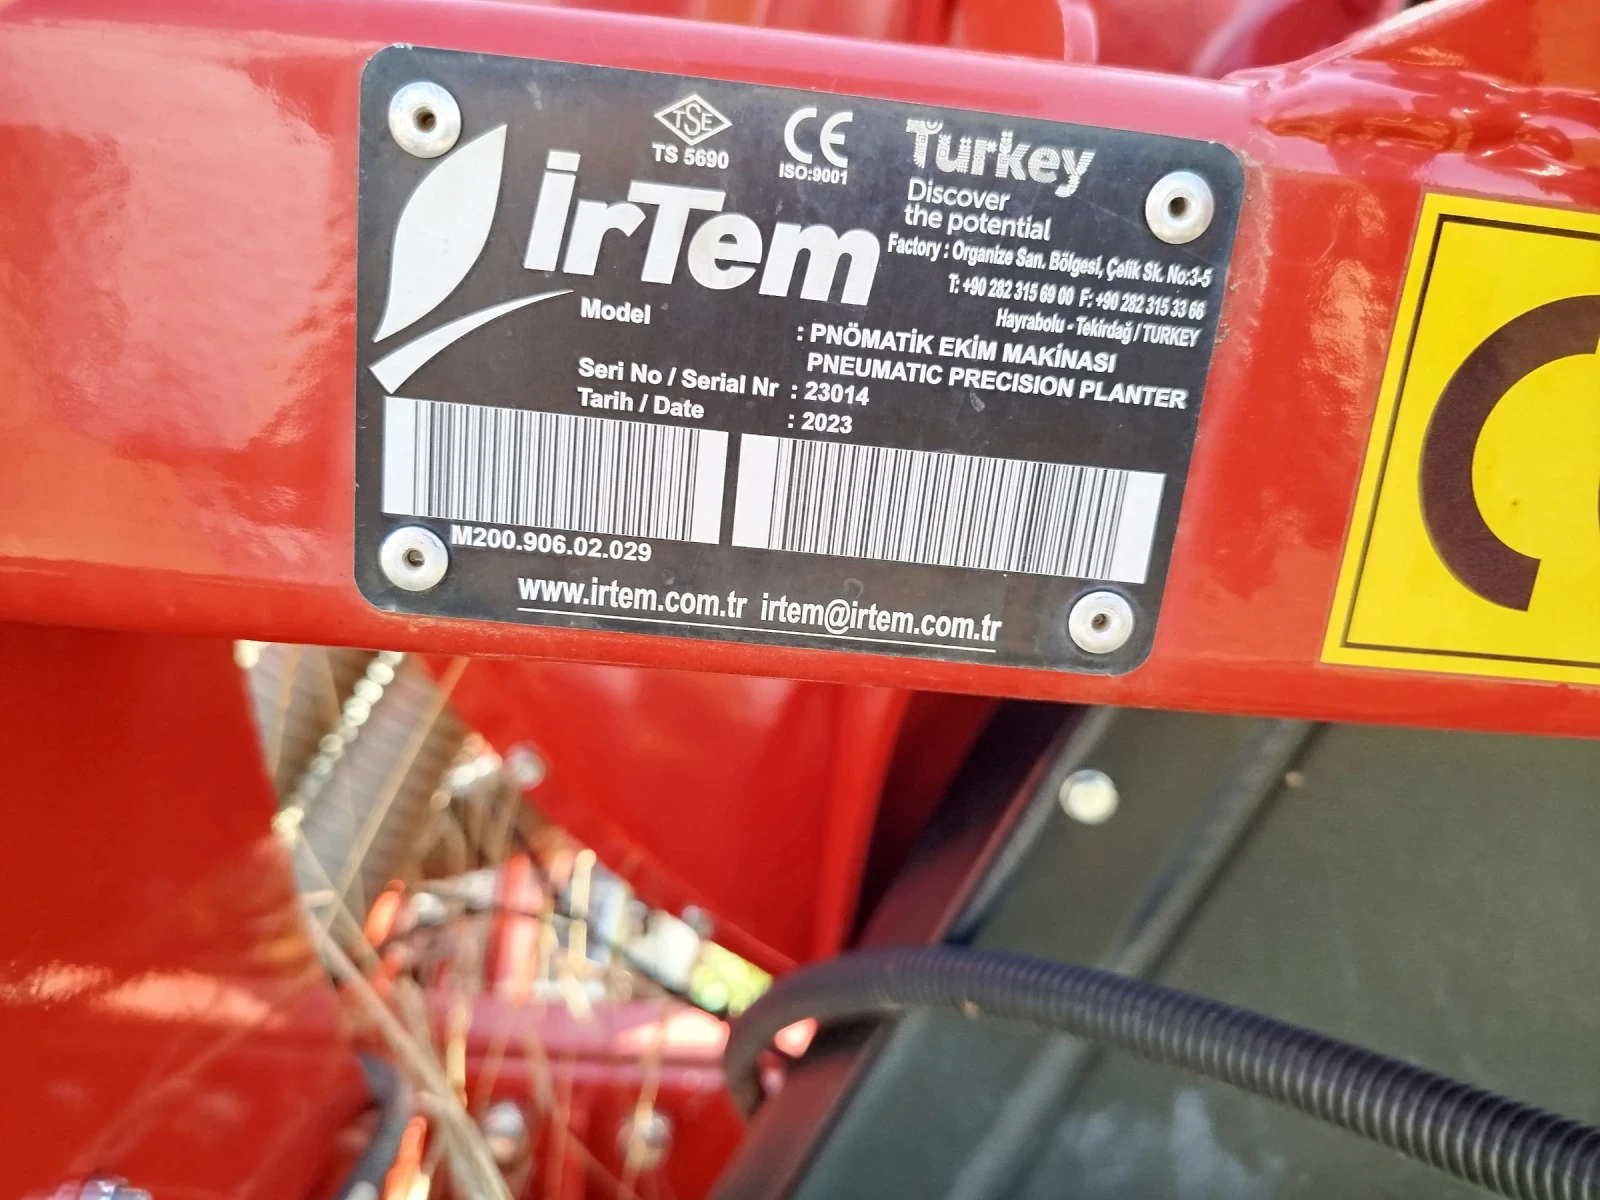 TSE
TS 5690
CE
ISO:9001
Turkey
Discover
the potential
irTem
Factory : Organize San. Bölgesi, Çelik Sk. No:3-5
T: +90 282 315 69 00 F: +90 282 315 33 66
Hayrabolu - Tekirdağ / TURKEY
Model : PNÖMATİK EKİM MAKİNASI
PNEUMATIC PRECISION PLANTER
Seri No / Serial Nr : 23014
Tarih / Date : 2023
M200.906.02.029
www.irtem.com.tr irtem@irtem.com.tr